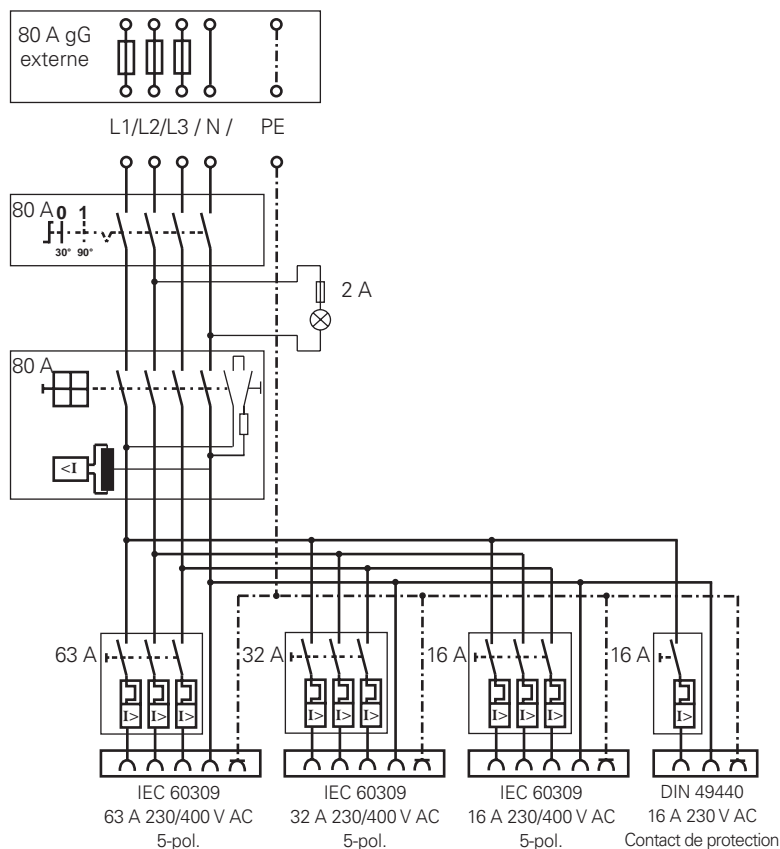 80 A gG
externe
L1/L2/L3 / N / PE
80 A 0 1
30° 90°
2 A
80 A
<I
63 A
32 A
16 A
16 A
I> I> I>
I> I> I>
I> I> I>
I>
IEC 60309
63 A 230/400 V AC
5-pol.
IEC 60309
32 A 230/400 V AC
5-pol.
IEC 60309
16 A 230/400 V AC
5-pol.
DIN 49440
16 A 230 V AC
Contact de protection